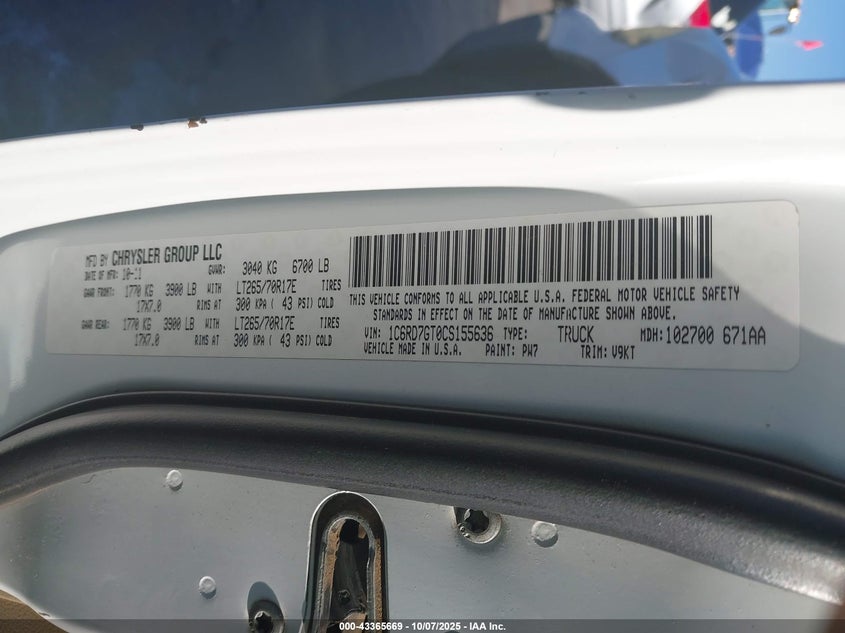 MFD BY CHRYSLER GROUP LLC
DATE OF MFR: 10-11 GVWR: 3040 KG 6700 LB
GAWR FRONT: 1770 KG 3900 LB WITH LT265/70R17E TIRES
17X7.0 RIMS AT 300 KPA ( 43 PSI) COLD
GAWR REAR: 1770 KG 3900 LB WITH LT265/70R17E TIRES
17X7.0 RIMS AT 300 KPA ( 43 PSI) COLD
THIS VEHICLE CONFORMS TO ALL APPLICABLE U.S.A. FEDERAL MOTOR VEHICLE SAFETY
STANDARDS IN EFFECT ON THE DATE OF MANUFACTURE SHOWN ABOVE.
VIN: 1C6RD7GT0CS155636 TYPE: TRUCK MDH: 102700 671AA
VEHICLE MADE IN U.S.A. PAINT: PW7 TRIM: V9KT
000-43365669 - 10/07/2025 - IAA Inc.